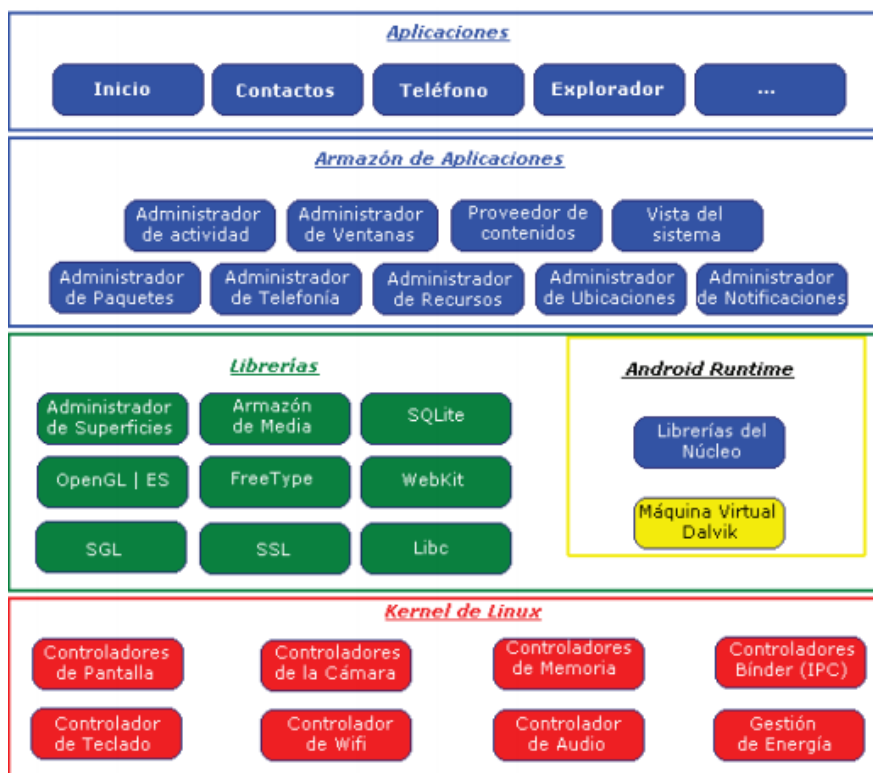 Aplicaciones
Inicio
Contactos
Teléfono
Explorador
...
Armazón de Aplicaciones
Administrador
de actividad
Administrador
de Ventanas
Proveedor de
contenidos
Vista del
sistema
Administrador
de Paquetes
Administrador
de Telefonía
Administrador
de Recursos
Administrador
de Ubicaciones
Administrador
de Notificaciones
Librerías
Administrador
de Superficies
Armazón
de Media
SQLite
OpenGL | ES
FreeType
WebKit
SGL
SSL
Libc
Android Runtime
Librerías del
Núcleo
Máquina Virtual
Dalvik
Kernel de Linux
Controladores
de Pantalla
Controladores
de la Cámara
Controladores
de Memoria
Controladores
Bínder (IPC)
Controlador
de Teclado
Controlador
de Wifi
Controlador
de Audio
Gestión
de Energía